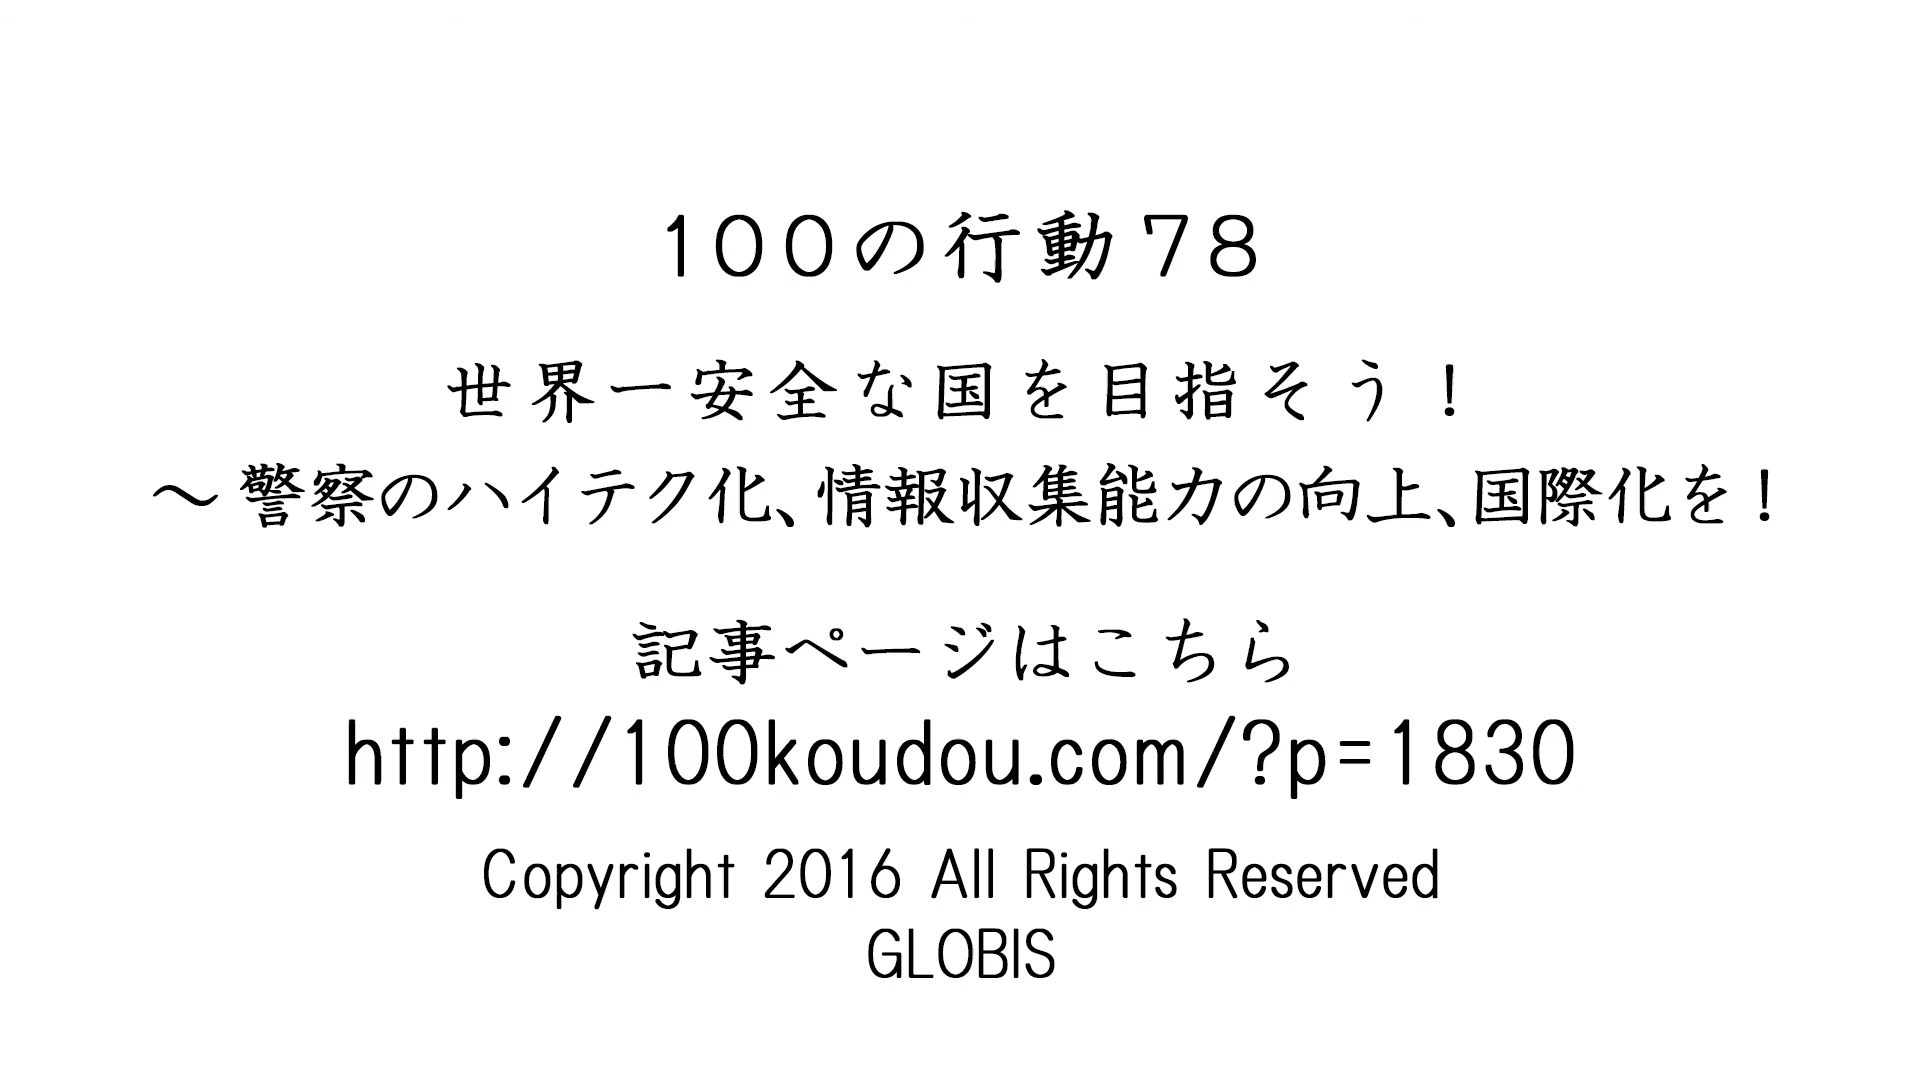 100の行動78
世界一安全な国を目指そう！
～警察のハイテク化、情報収集能力の向上、国際化を！
記事ページはこちら
http://100koudou.com/?p=1830
Copyright 2016 All Rights Reserved
GLOBIS